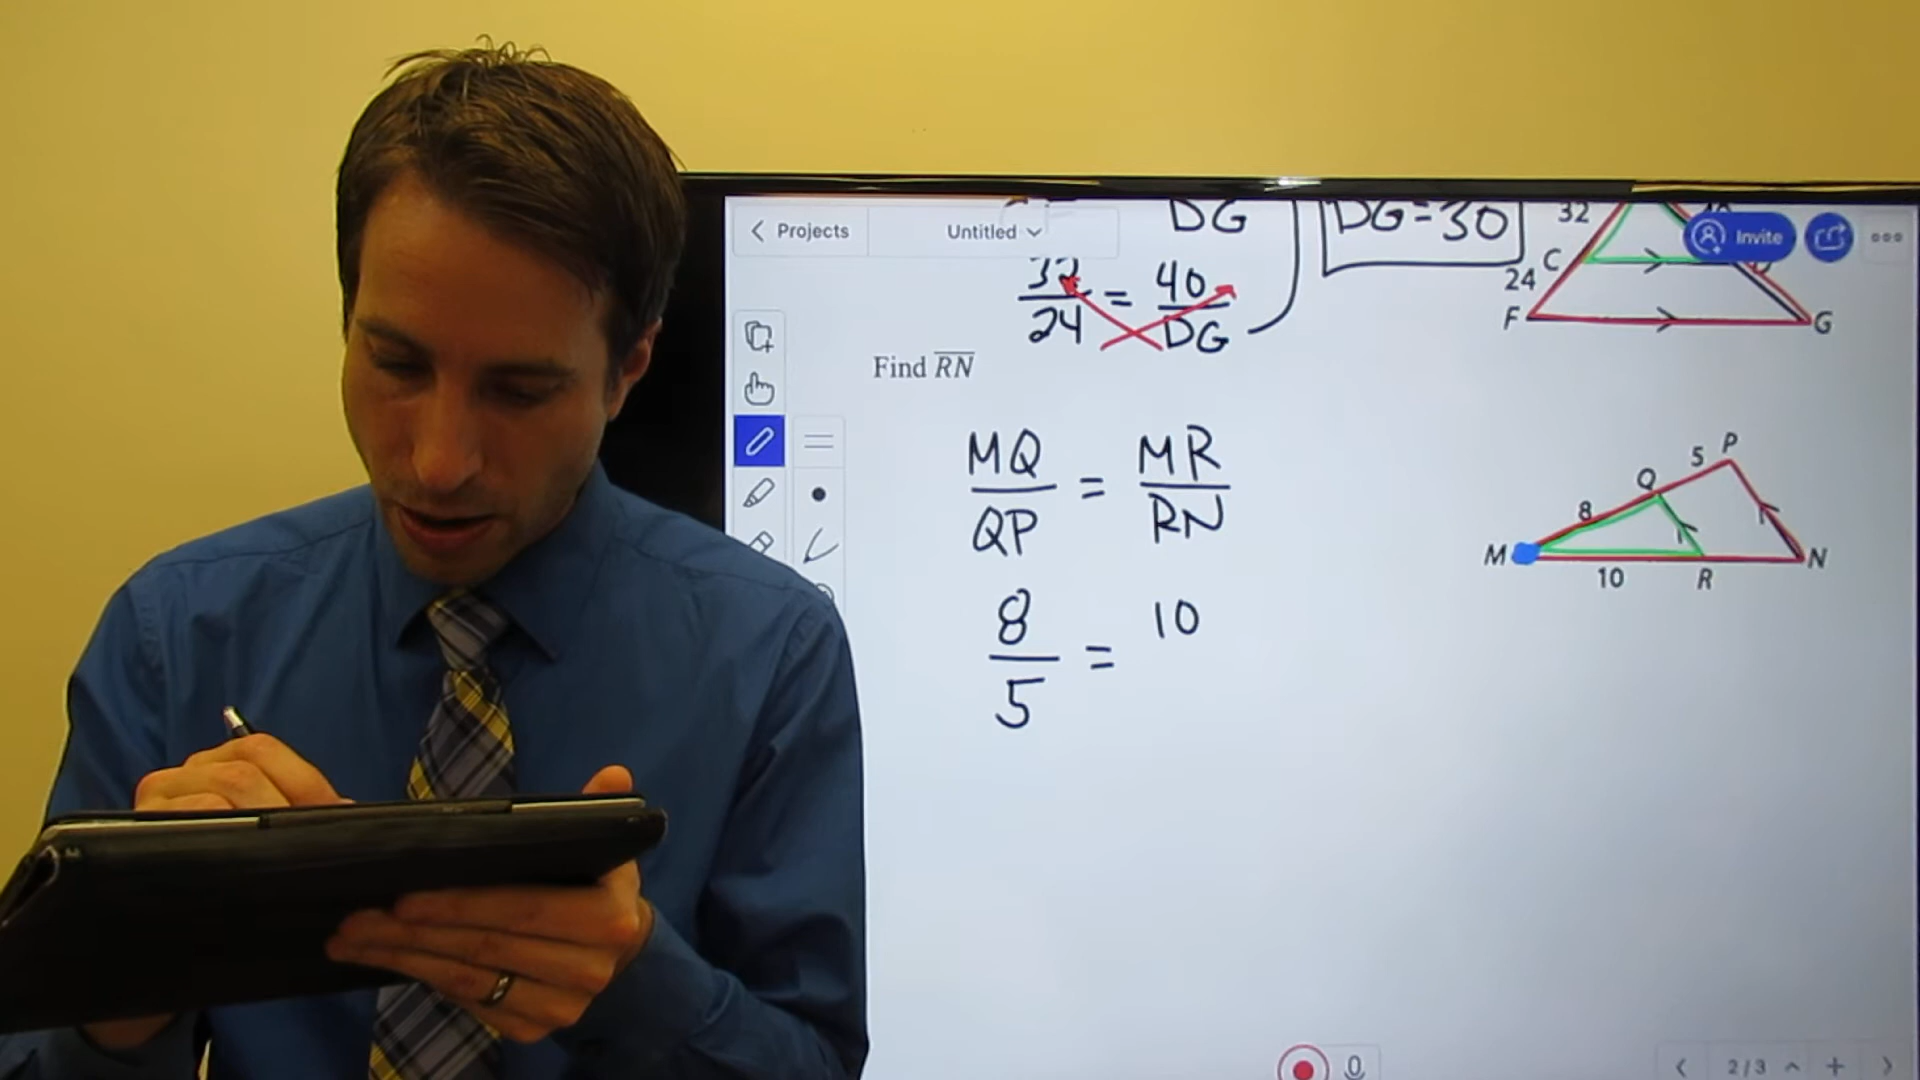 Projects
Untitled
Invite
DG
DG=30
32
32/24 = 40/DG
24
C
F
G
Find RN
MQ/QP = MR/RN
8/5 = 10
P
5
Q
8
M
N
10
R
2/3